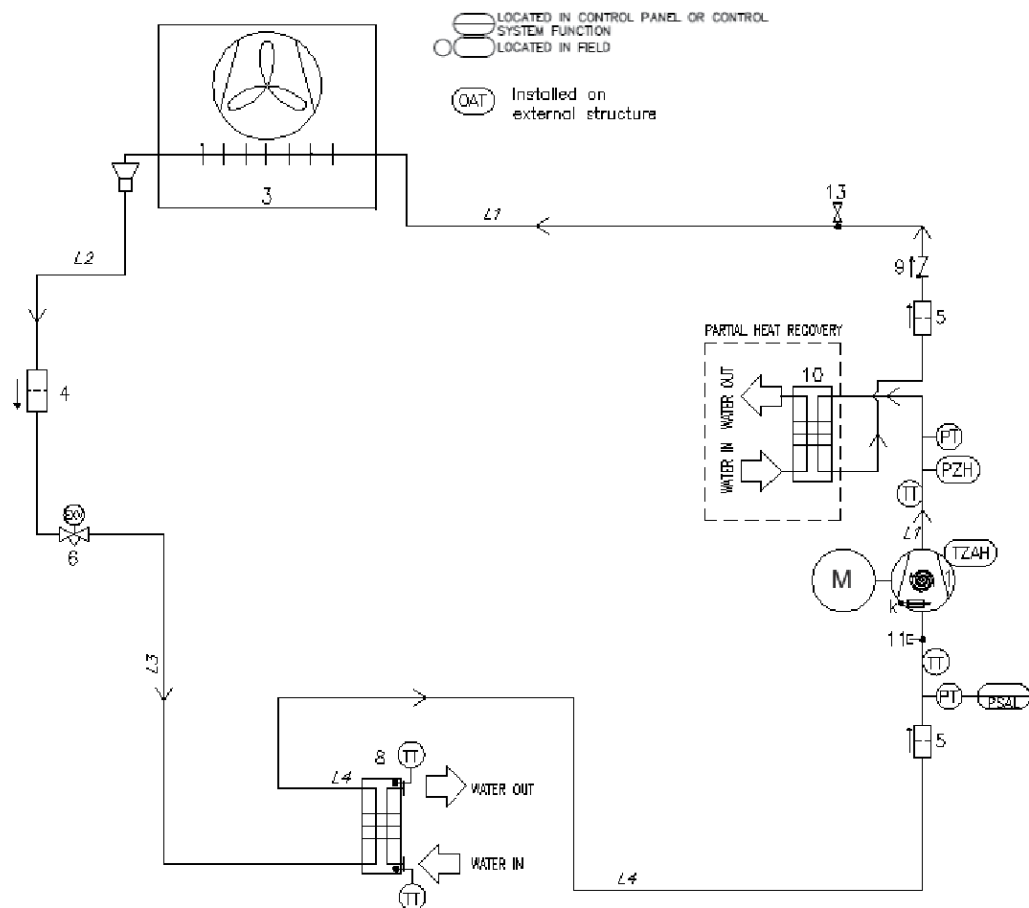 LOCATED IN CONTROL PANEL OR CONTROL
SYSTEM FUNCTION
LOCATED IN FIELD
OAT
Installed on
external structure
3
13
L1
L2
9
5
PARTIAL HEAT RECOVERY
10
WATER OUT
WATER IN
4
PT
PZH
TT
L1
EXV
6
TZAH
M
1
k
11
TT
L3
PT
PSAL
5
8
TT
L4
WATER OUT
WATER IN
TT
L4